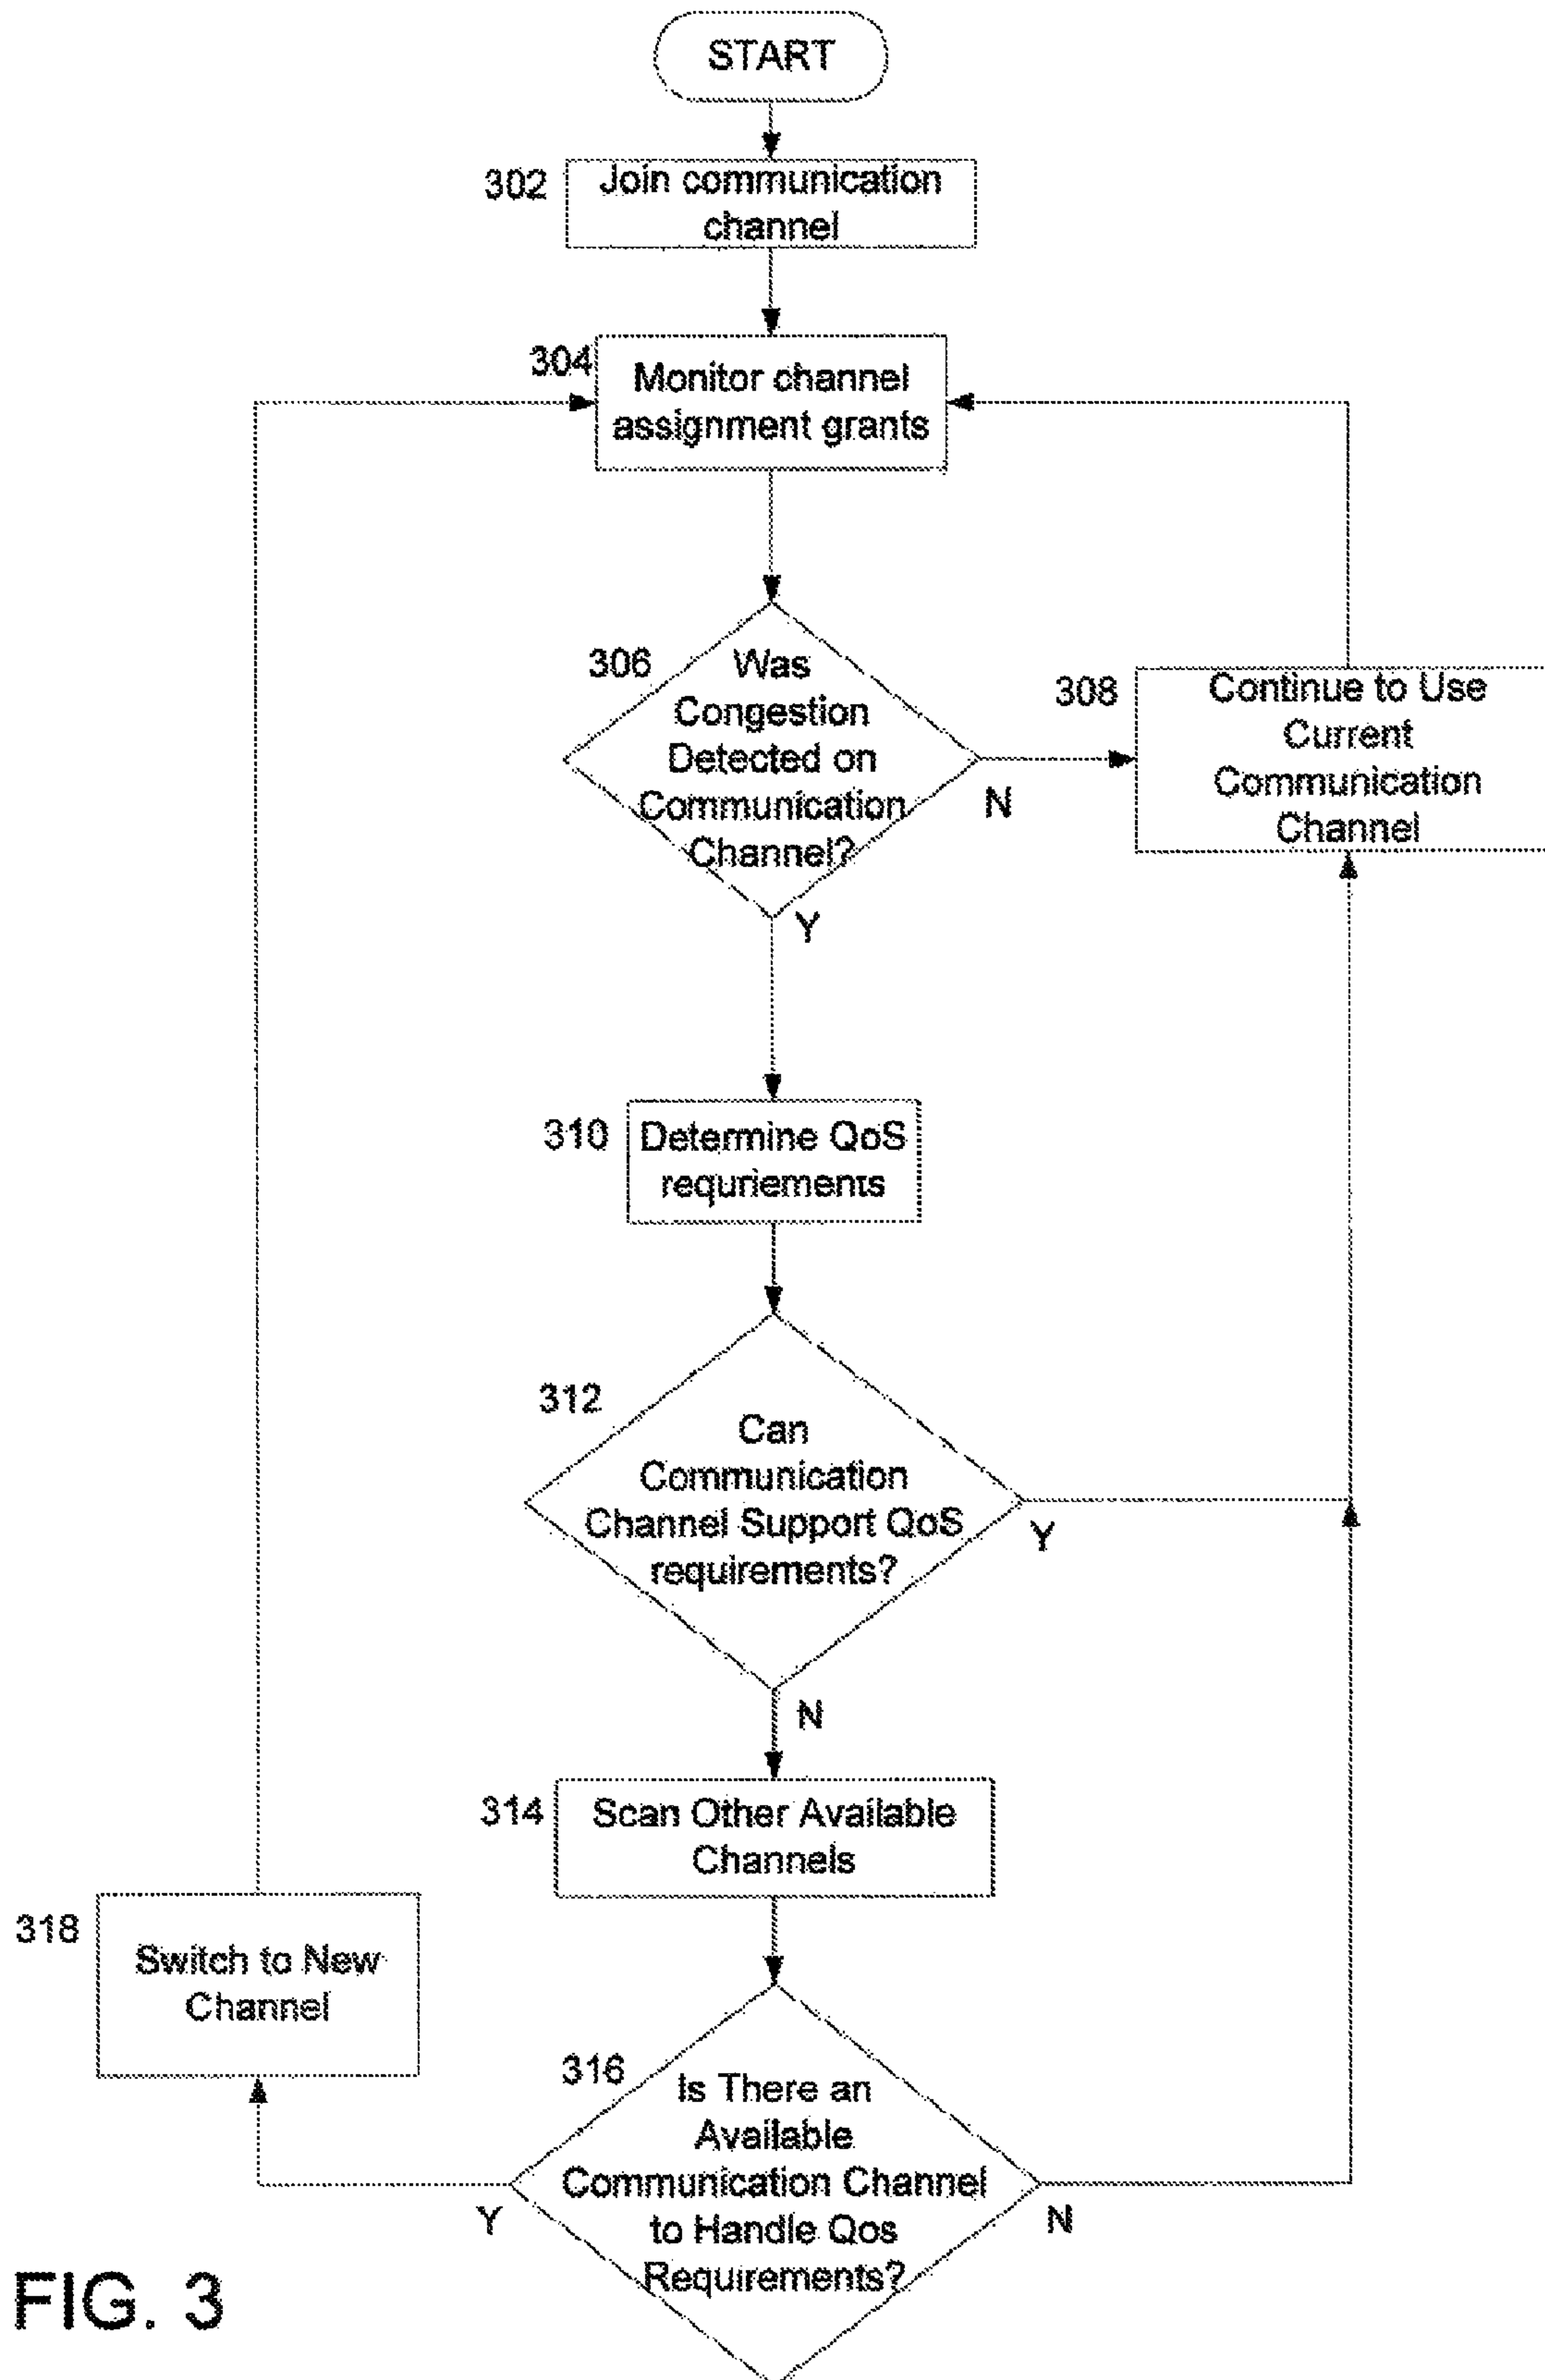 START
302
Join communication
channel
304
Monitor channel
assignment grants
306
Was
Congestion
Detected on
Communication
Channel?
N
Y
308
Continue to Use
Current
Communication
Channel
310
Determine QoS
requriements
312
Can
Communication
Channel Support QoS
requirements?
Y
N
314
Scan Other Available
Channels
318
Switch to New
Channel
316
Is There an
Available
Communication Channel
to Handle Qos
Requirements?
Y
N
FIG. 3